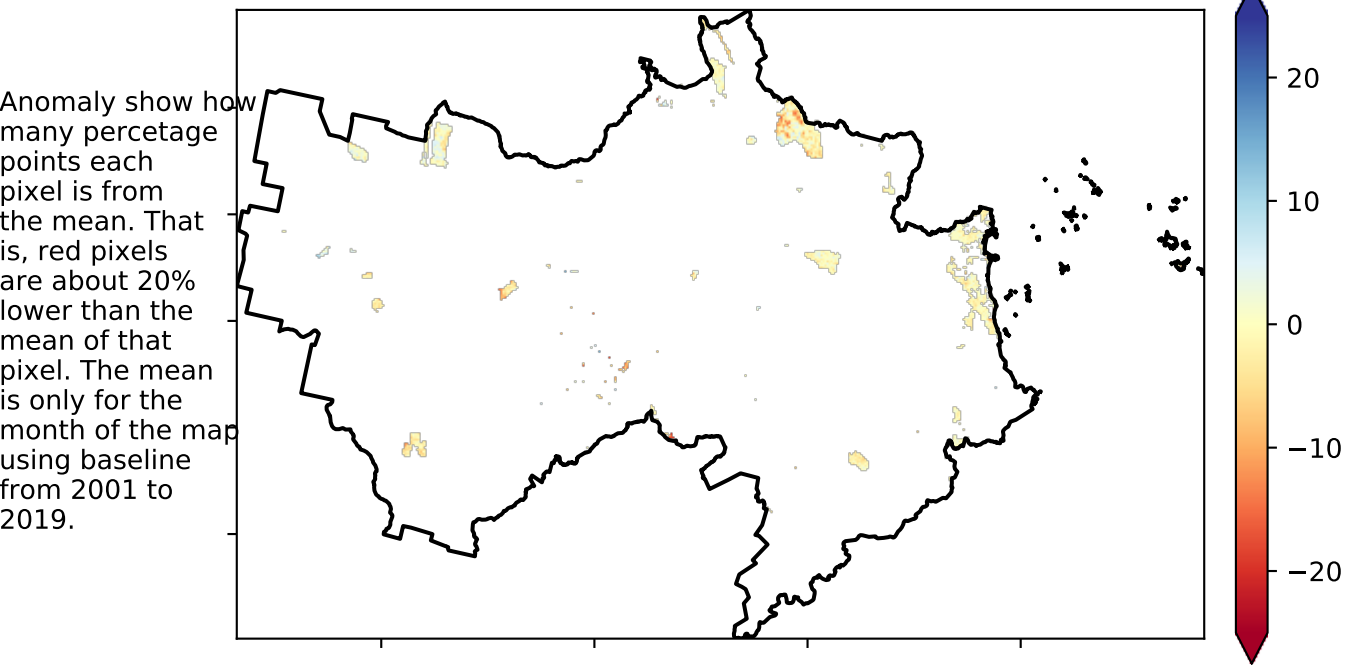 Anomaly show how
many percetage
points each
pixel is from
the mean. That
is, red pixels
are about 20%
lower than the
mean of that
pixel. The mean
is only for the
month of the map
using baseline
from 2001 to
2019.
20
10
0
−10
−20